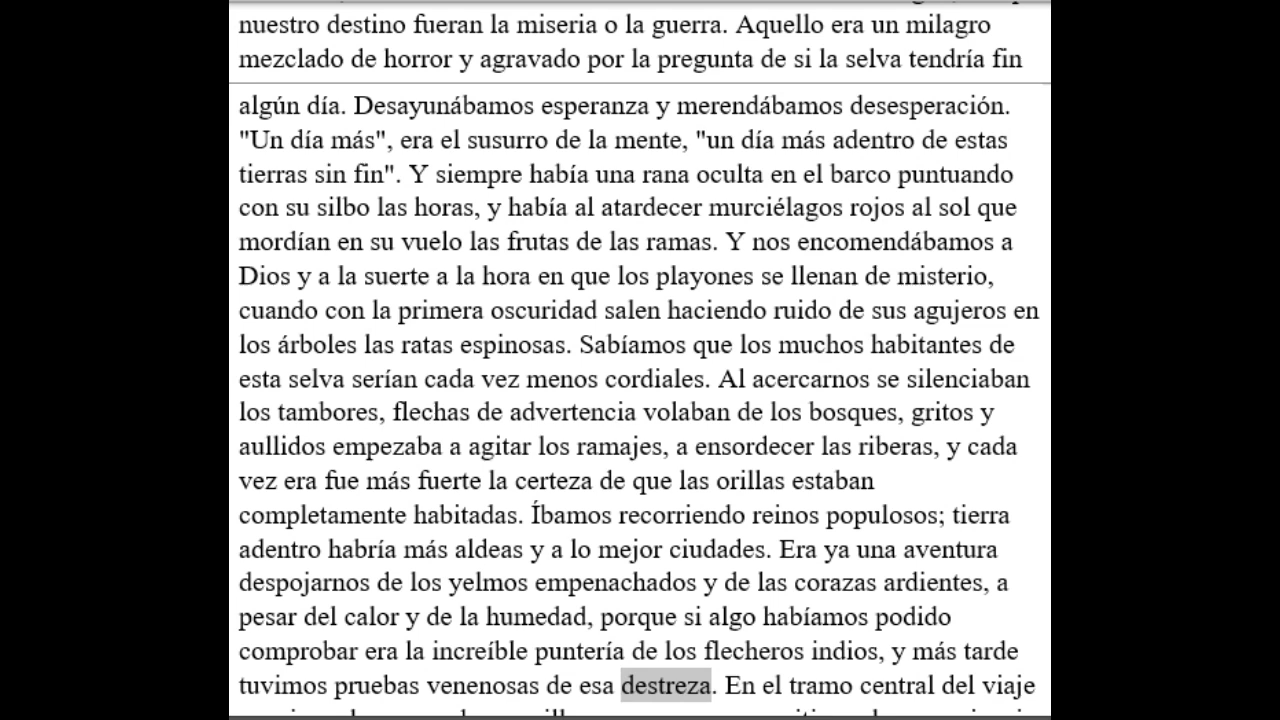 nuestro destino fueran la miseria o la guerra. Aquello era un milagro
mezclado de horror y agravado por la pregunta de si la selva tendría fin
algún día. Desayunábamos esperanza y merendábamos desesperación.
"Un día más", era el susurro de la mente, "un día más adentro de estas
tierras sin fin". Y siempre había una rana oculta en el barco puntuando
con su silbo las horas, y había al atardecer murciélagos rojos al sol que
mordían en su vuelo las frutas de las ramas. Y nos encomendábamos a
Dios y a la suerte a la hora en que los playones se llenan de misterio,
cuando con la primera oscuridad salen haciendo ruido de sus agujeros en
los árboles las ratas espinosas. Sabíamos que los muchos habitantes de
esta selva serían cada vez menos cordiales. Al acercarnos se silenciaban
los tambores, flechas de advertencia volaban de los bosques, gritos y
aullidos empezaba a agitar los ramajes, a ensordecer las riberas, y cada
vez era fue más fuerte la certeza de que las orillas estaban
completamente habitadas. Íbamos recorriendo reinos populosos; tierra
adentro habría más aldeas y a lo mejor ciudades. Era ya una aventura
despojarnos de los yelmos empenachados y de las corazas ardientes, a
pesar del calor y de la humedad, porque si algo habíamos podido
comprobar era la increíble puntería de los flecheros indios, y más tarde
tuvimos pruebas venenosas de esa destreza. En el tramo central del viaje